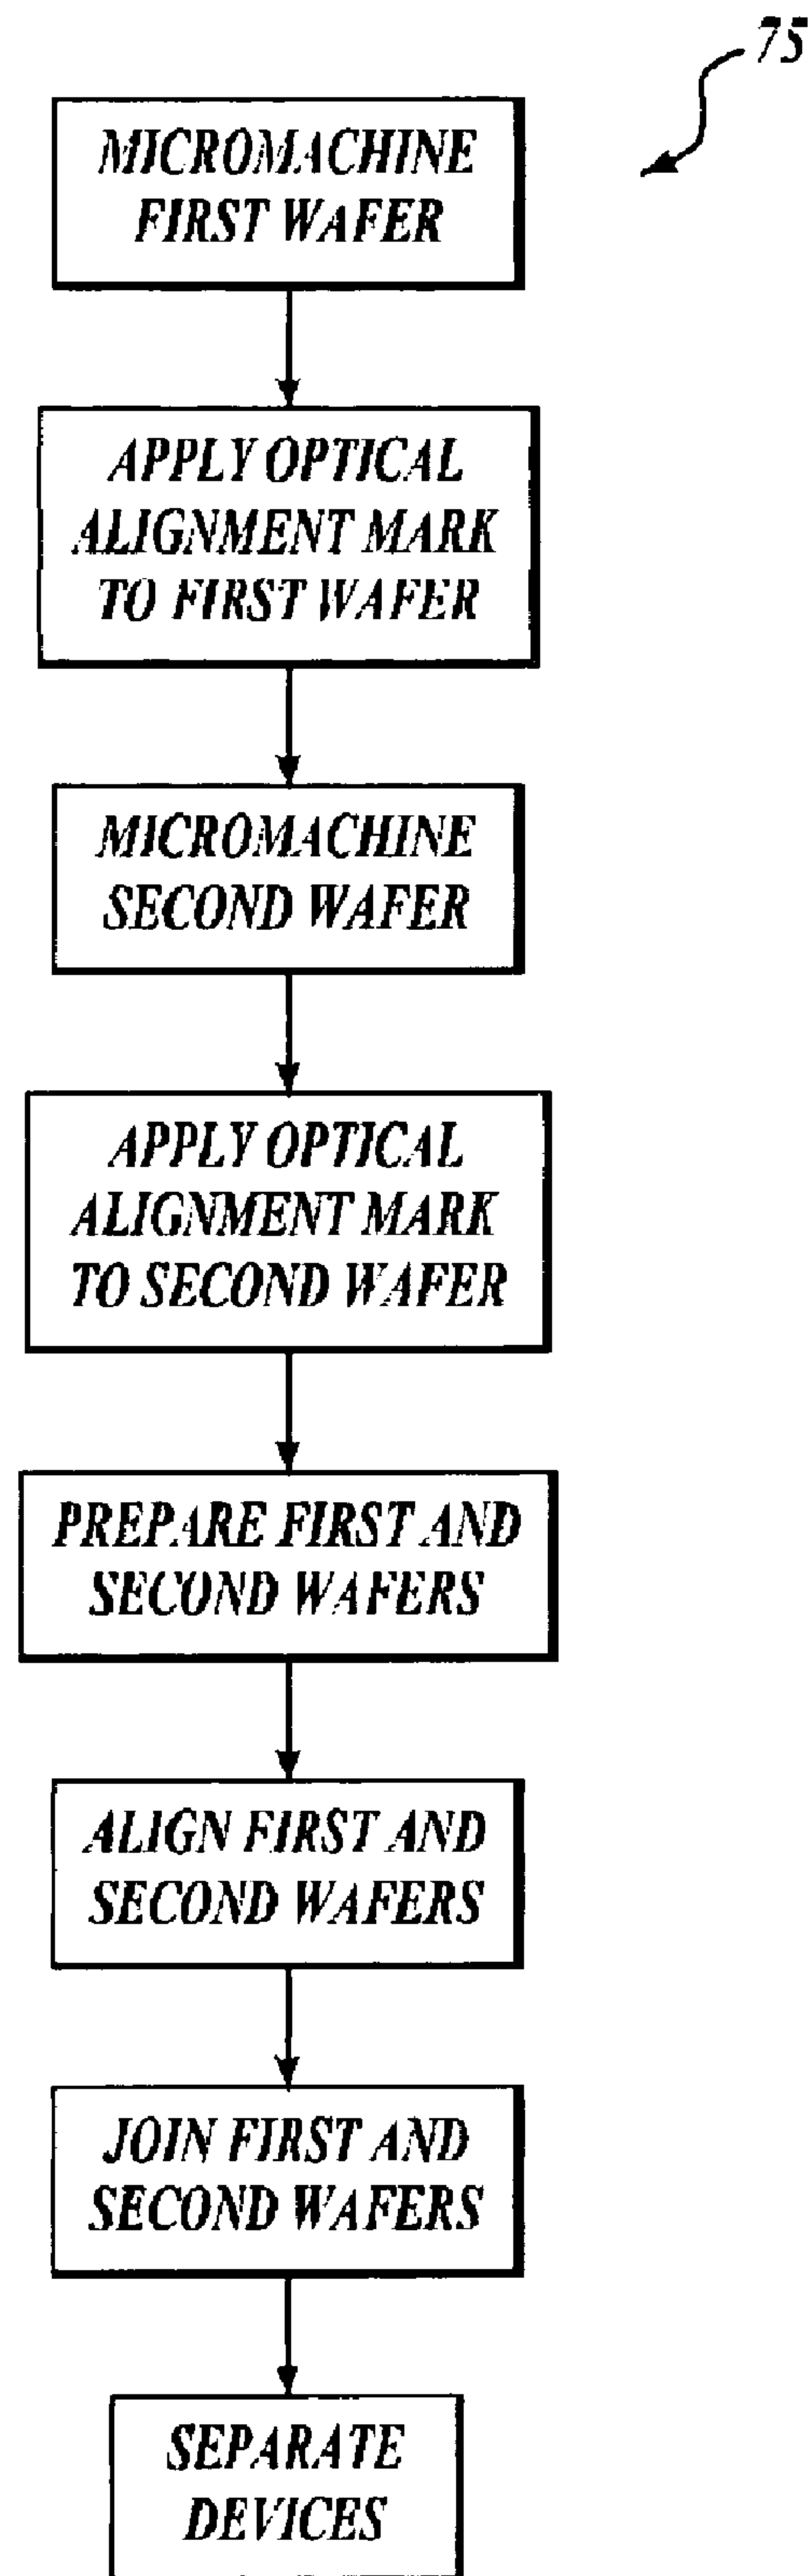 75
MICROMACHINE
FIRST WAFER
APPLY OPTICAL
ALIGNMENT MARK
TO FIRST WAFER
MICROMACHINE
SECOND WAFER
APPLY OPTICAL
ALIGNMENT MARK
TO SECOND WAFER
PREPARE FIRST AND
SECOND WAFERS
ALIGN FIRST AND
SECOND WAFERS
JOIN FIRST AND
SECOND WAFERS
SEPARATE
DEVICES